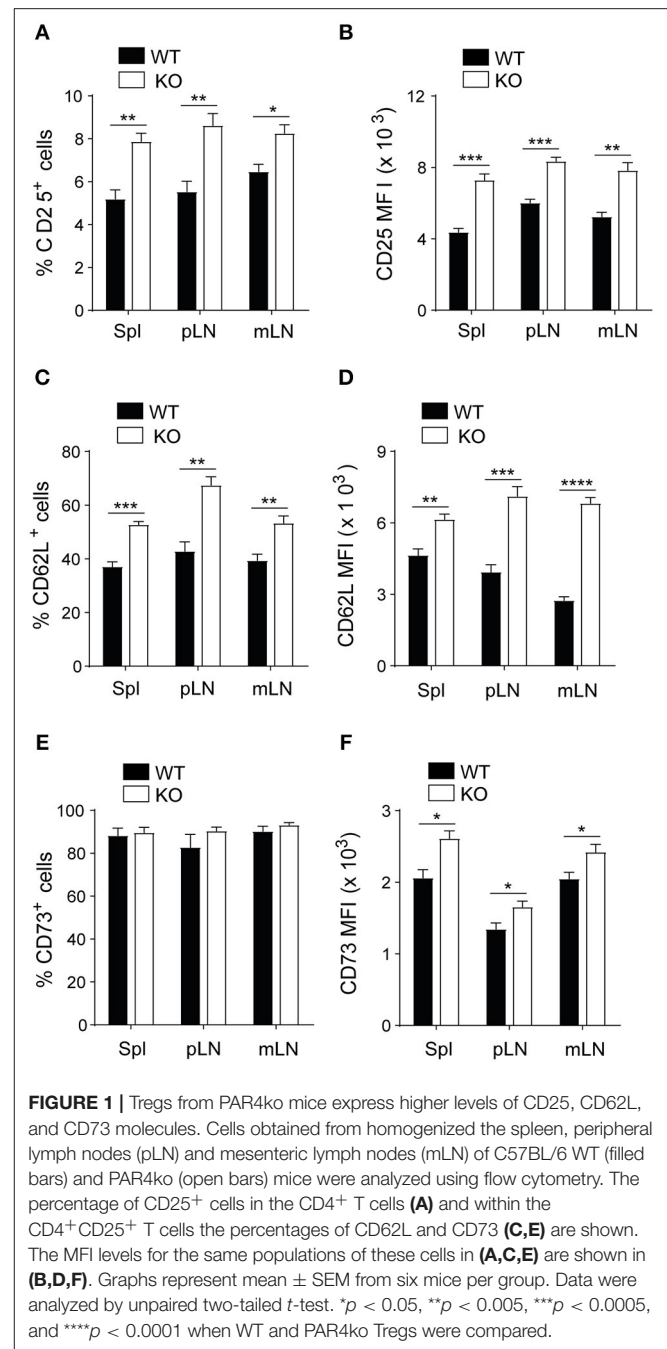 A
WT
KO
% CD25⁺ cells
10
8
6
4
2
0
** ** *
Spl pLN mLN
B
WT
KO
CD25 MFI (x 10³)
12
8
4
0
*** *** **
Spl pLN mLN
C
WT
KO
% CD62L⁺ cells
80
60
40
20
0
*** ** **
Spl pLN mLN
D
WT
KO
CD62L MFI (x 10³)
9
6
3
0
** *** ****
Spl pLN mLN
E
WT
KO
% CD73⁺ cells
100
80
60
40
20
0
Spl pLN mLN
F
WT
KO
CD73 MFI (x 10³)
3
2
1
0
* * *
Spl pLN mLN
FIGURE 1 | Tregs from PAR4ko mice express higher levels of CD25, CD62L,
and CD73 molecules. Cells obtained from homogenized the spleen, peripheral
lymph nodes (pLN) and mesenteric lymph nodes (mLN) of C57BL/6 WT (filled
bars) and PAR4ko (open bars) mice were analyzed using flow cytometry. The
percentage of CD25⁺ cells in the CD4⁺ T cells (A) and within the
CD4⁺CD25⁺ T cells the percentages of CD62L and CD73 (C,E) are shown.
The MFI levels for the same populations of these cells in (A,C,E) are shown in
(B,D,F). Graphs represent mean ± SEM from six mice per group. Data were
analyzed by unpaired two-tailed t-test. *p < 0.05, **p < 0.005, ***p < 0.0005,
and ****p < 0.0001 when WT and PAR4ko Tregs were compared.